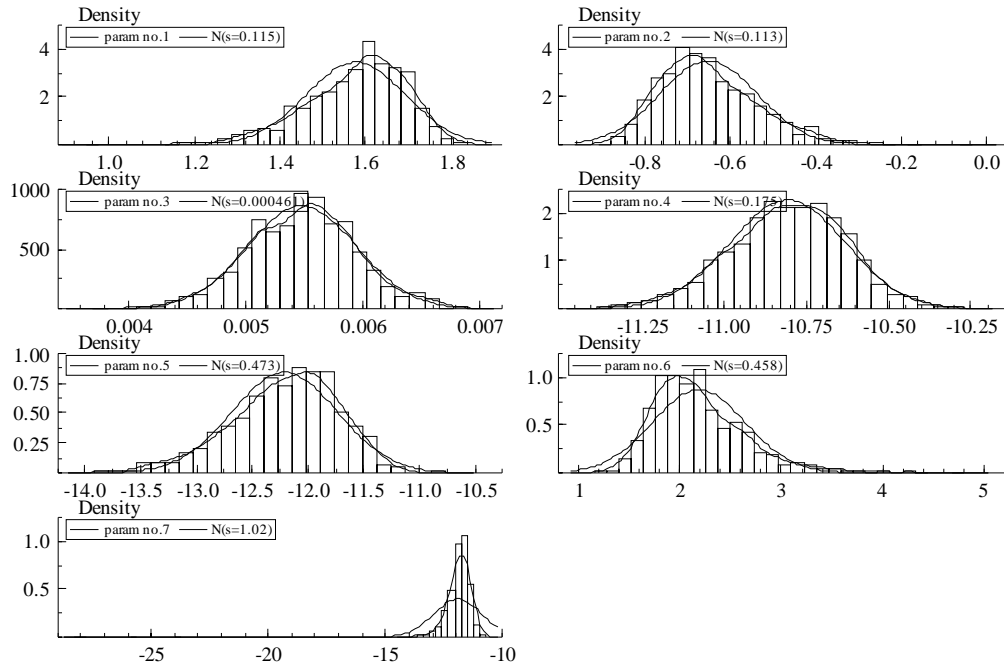 Density Density
param no.1 N(s=0.115) param no.2 N(s=0.113)
4 4
2 2
1.0 1.2 1.4 1.6 1.8 -0.8 -0.6 -0.4 -0.2 0.0
Density Density
1000 param no.3 N(s=0.000461) param no.4 N(s=0.175)
2
500
1
0.004 0.005 0.006 0.007 -11.25 -11.00 -10.75 -10.50 -10.25
Density Density
1.00 param no.5 N(s=0.473) param no.6 N(s=0.458)
0.75 1.0
0.50 0.5
0.25
-14.0 -13.5 -13.0 -12.5 -12.0 -11.5 -11.0 -10.5 1 2 3 4 5
Density
param no.7 N(s=1.02)
1.0
0.5
-25 -20 -15 -10